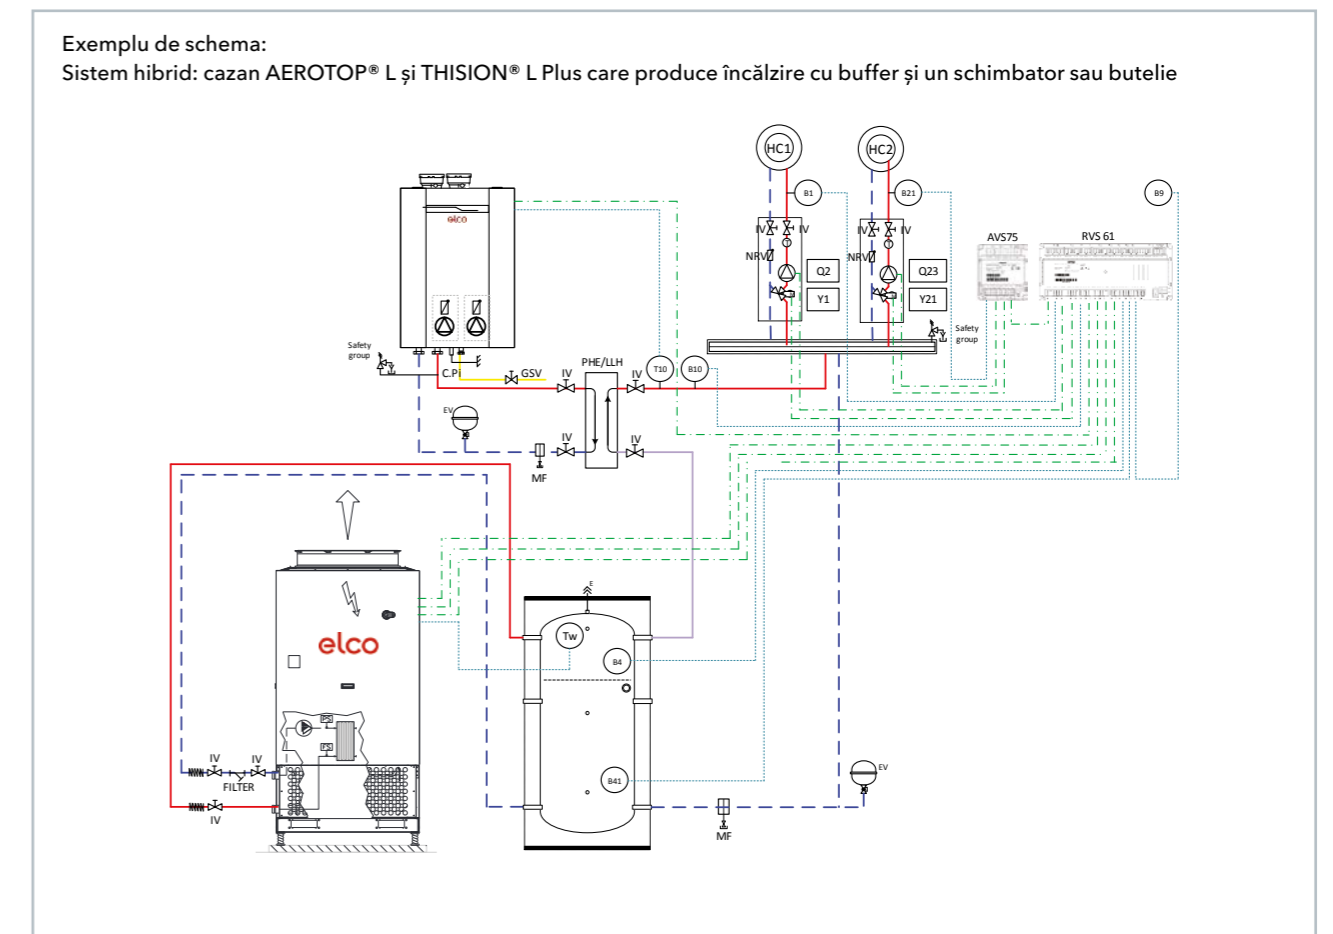 Exemplu de schema:
Sistem hibrid: cazan AEROTOP® L și THISION® L Plus care produce încălzire cu buffer și un schimbator sau butelie
HC1
HC2
B1
B21
B9
elco
IV
IV
IV
IV
AVS75
RVS 61
T
T
NRV
NRV
Q2
Q23
Y1
Y21
Safety
group
Safety
group
PHE/LLH
C.Pi
GSV
IV
IV
T10
B10
EV
IV
IV
MF
E
elco
Tw
B4
PS
FS
IV
IV
FILTER
IV
B41
EV
MF